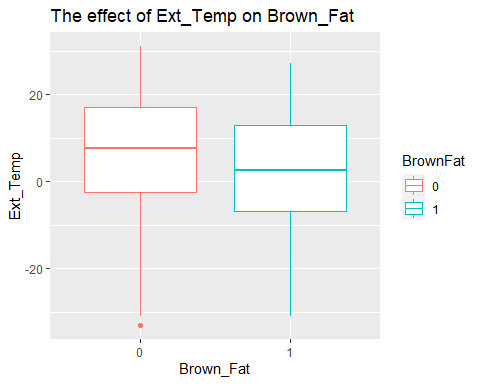 The effect of Ext_Temp on Brown_Fat
20
0
-20
Ext_Temp
0
1
Brown_Fat
BrownFat
0
1